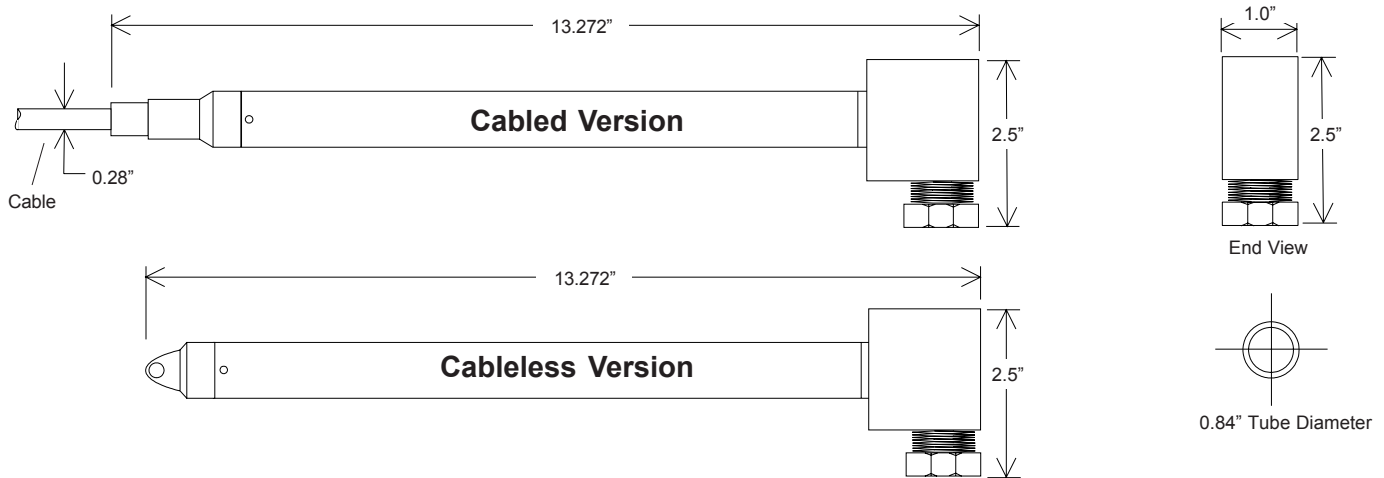 13.272”
1.0”
Cabled Version
2.5”
2.5”
0.28”
Cable
End View
13.272”
Cableless Version
2.5”
0.84” Tube Diameter